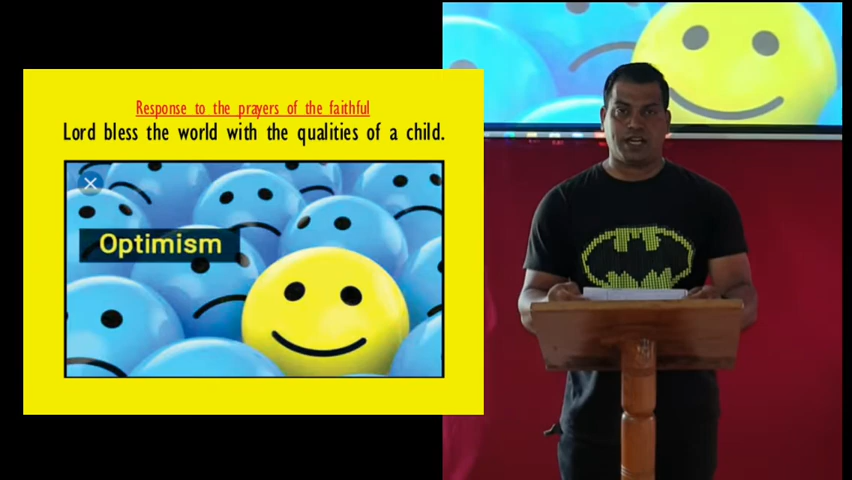 Response to the prayers of the faithful
Lord bless the world with the qualities of a child.
Optimism